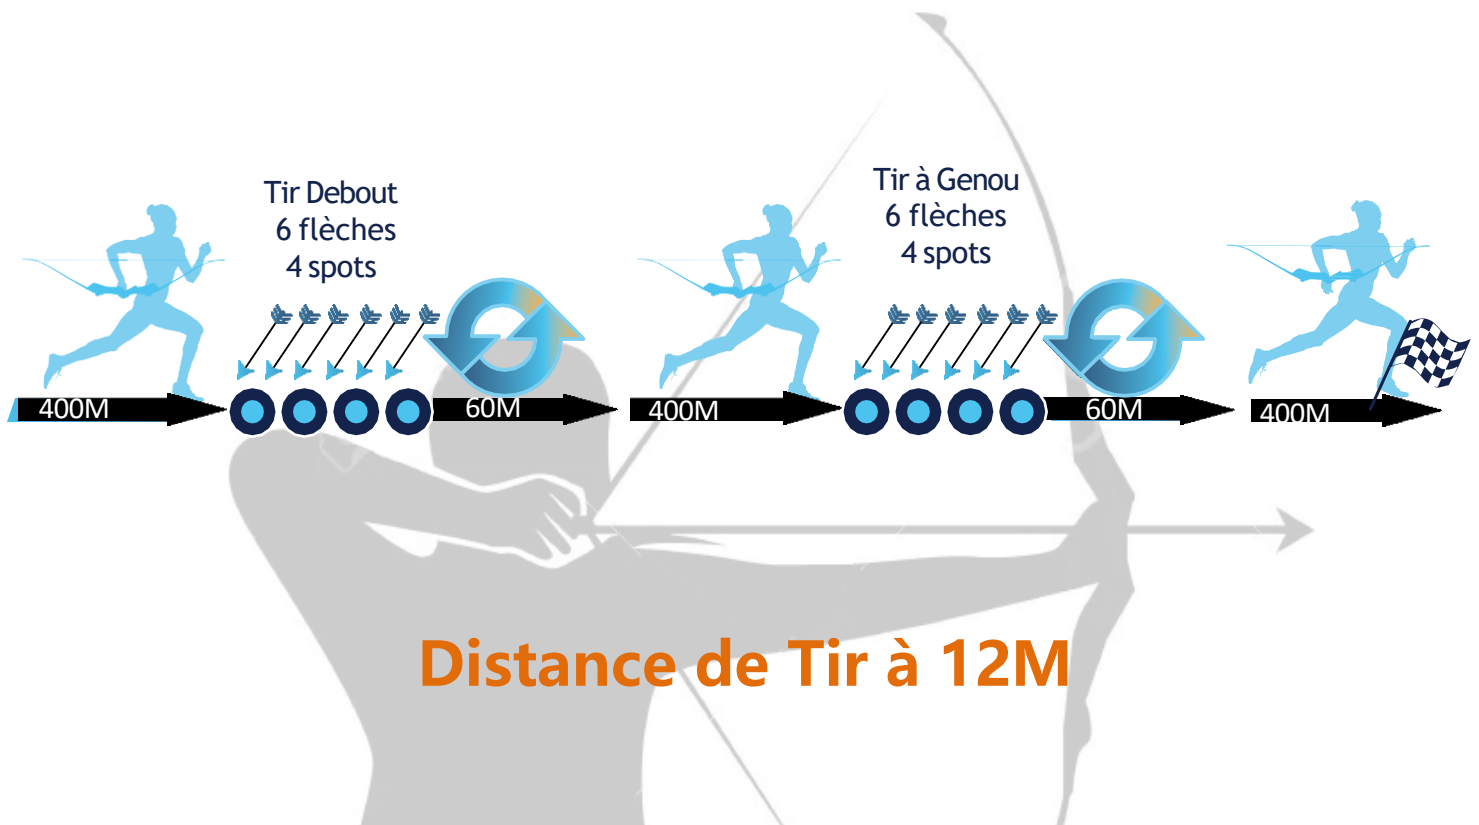 Tir Debout
6 flèches
4 spots
Tir à Genou
6 flèches
4 spots
400M
60M
400M
60M
400M
Distance de Tir à 12M